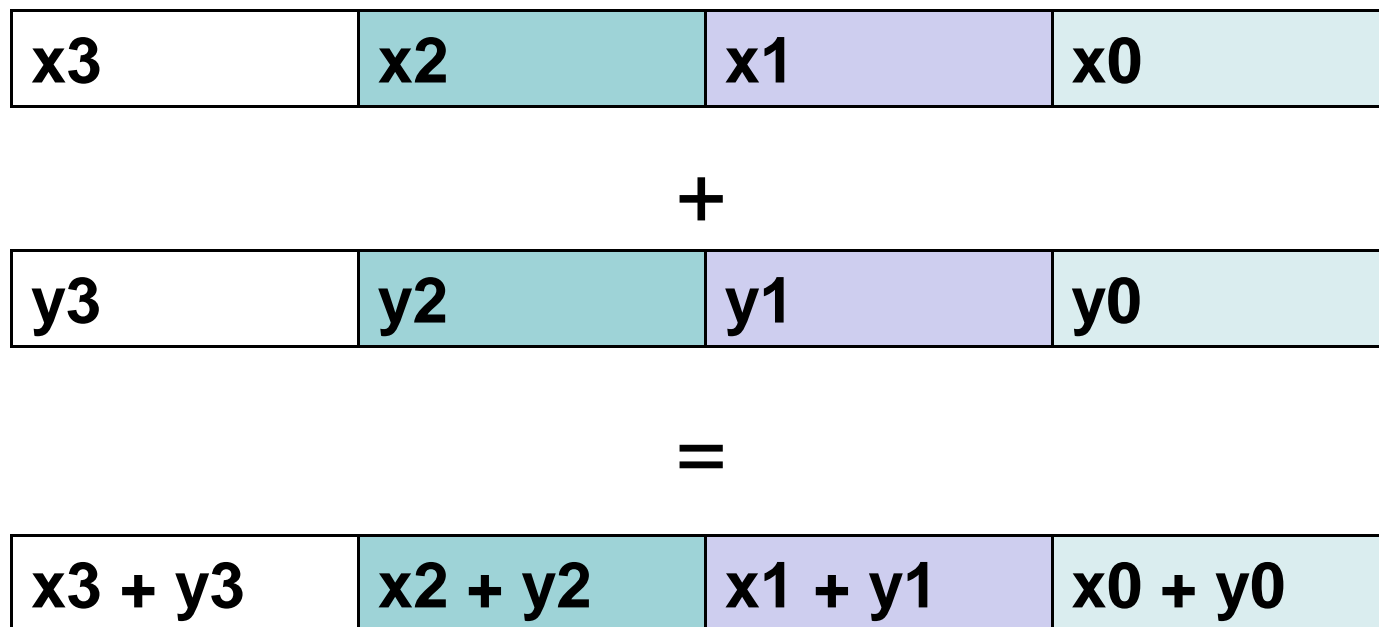 x3 x2 x1 x0
+
y3 y2 y1 y0
=
x3 + y3 x2 + y2 x1 + y1 x0 + y0